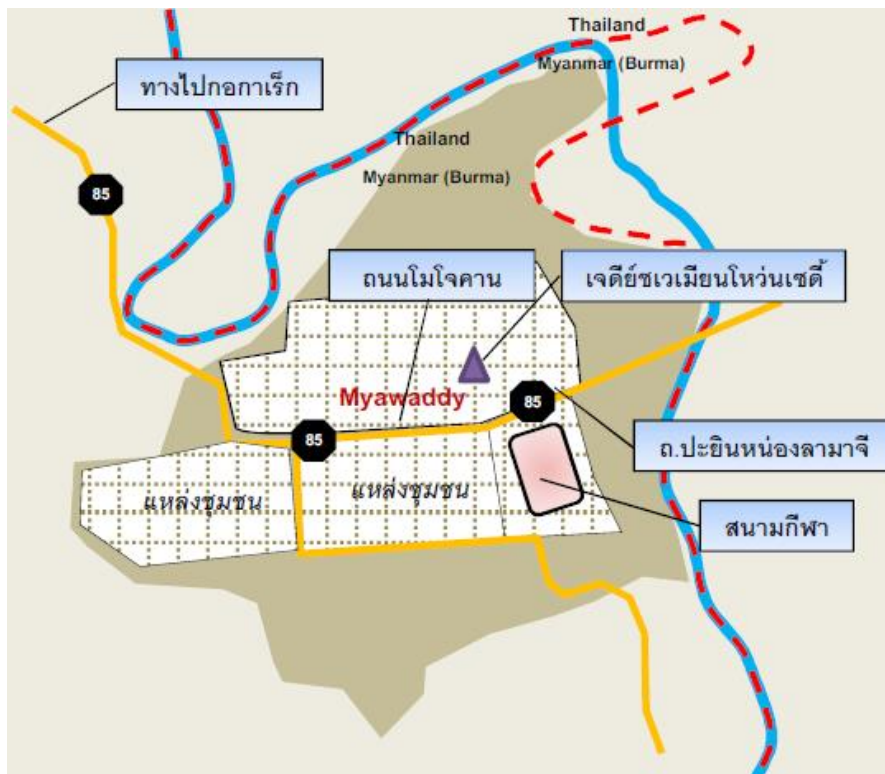 Thailand
Myanmar (Burma)
ทางไปกอกาเร็ก
Thailand
Myanmar (Burma)
85
ถนนโมโจคาน
เจดีย์ชเวเมียนโหว่นเซดี้
Myawaddy
85
85
ถ.ปะยินหน่องลามาจี
แหล่งชุมชน
แหล่งชุมชน
สนามกีฬา